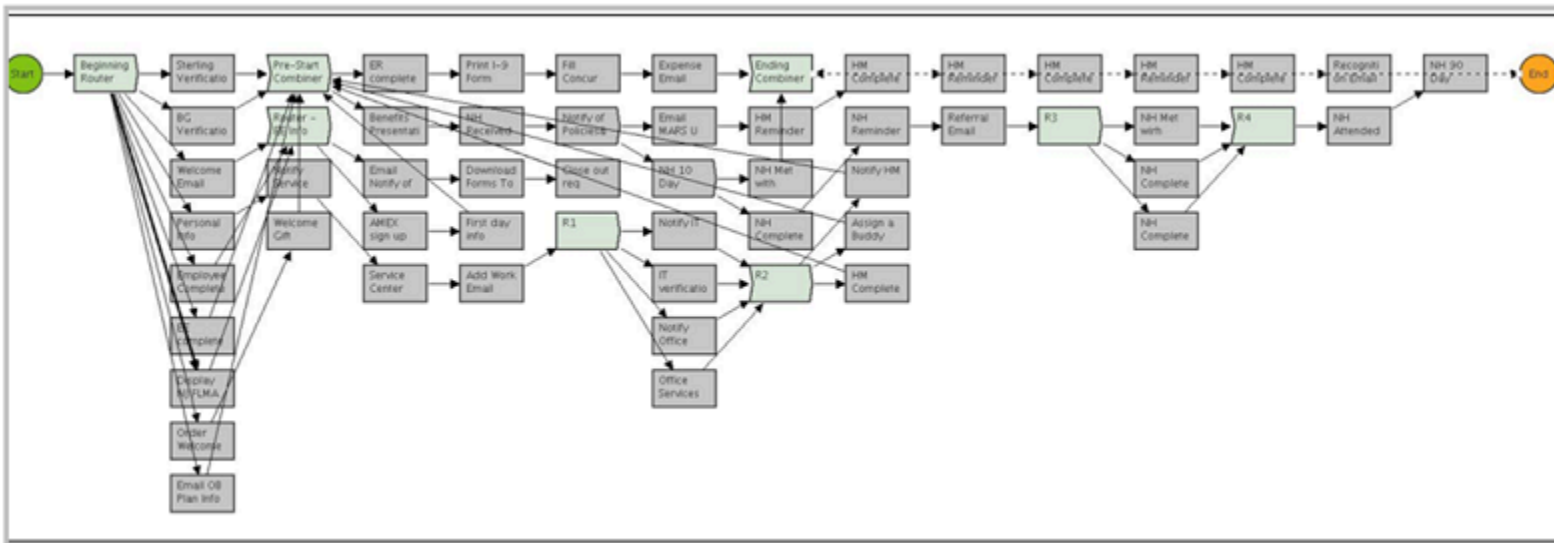 Start
Beginning
Router
Sterling
Verificatio
Pre-Start
Combiner
ER
complete
Print I-9
Form
Fill
Concur
Expense
Email
Ending
Combiner
HM
Complete
HM
Reminder
HM
Complete
HM
Reminder
HM
Complete
Recogniti
on Email
NH 90
Day
End
BG
Verificatio
Router -
Info
Benefits
Presentati
NH
Received
Notify of
Policies&
Email
MARS U
HM
Reminder
NH
Reminder
Referral
Email
R3
NH Met
wirh
R4
NH
Attended
Welcome
Email
Notify
Service
Email
Notify of
Download
Forms To
Close out
req
NH 10
Day
NH Met
with
Notify HM
NH
Complete
Personal
Info
Welcome
Gift
AMEX
sign up
First day
info
R1
Notify IT
NH
Complete
Assign a
Buddy
NH
Complete
Employee
Complete
Service
Center
Add Work
Email
IT
verificatio
R2
HM
Complete
complete
Notify
Office
Display
Office
Services
Order
Welcome
Email OB
Plan Info